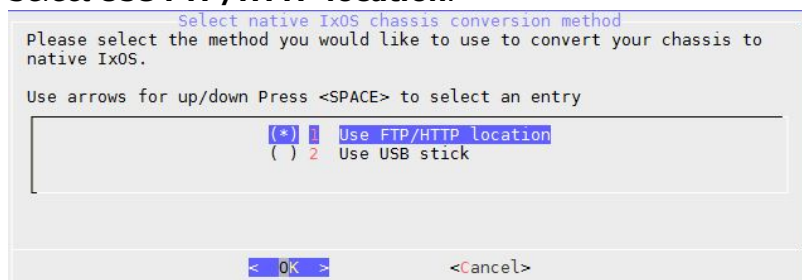 Select native IxOS chassis conversion method
Please select the method you would like to use to convert your chassis to
native IxOS.
Use arrows for up/down Press <SPACE> to select an entry
(*) 1 Use FTP/HTTP location
( ) 2 Use USB stick
< OK > <Cancel>